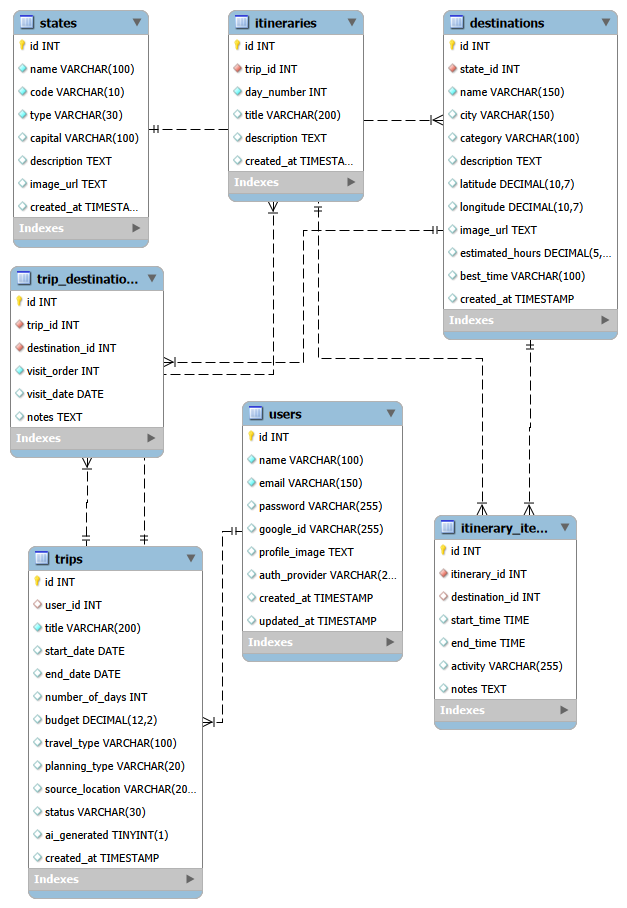 states
id INT
name VARCHAR(100)
code VARCHAR(10)
type VARCHAR(30)
capital VARCHAR(100)
description TEXT
image_url TEXT
created_at TIMESTA...
Indexes
itineraries
id INT
trip_id INT
day_number INT
title VARCHAR(200)
description TEXT
created_at TIMESTA...
Indexes
destinations
id INT
state_id INT
name VARCHAR(150)
city VARCHAR(150)
category VARCHAR(100)
description TEXT
latitude DECIMAL(10,7)
longitude DECIMAL(10,7)
image_url TEXT
estimated_hours DECIMAL(5,...
best_time VARCHAR(100)
created_at TIMESTAMP
Indexes
trip_destinatio...
id INT
trip_id INT
destination_id INT
visit_order INT
visit_date DATE
notes TEXT
Indexes
users
id INT
name VARCHAR(100)
email VARCHAR(150)
password VARCHAR(255)
google_id VARCHAR(255)
profile_image TEXT
auth_provider VARCHAR(2...
created_at TIMESTAMP
updated_at TIMESTAMP
Indexes
itinerary_ite...
id INT
itinerary_id INT
destination_id INT
start_time TIME
end_time TIME
activity VARCHAR(255)
notes TEXT
Indexes
trips
id INT
user_id INT
title VARCHAR(200)
start_date DATE
end_date DATE
number_of_days INT
budget DECIMAL(12,2)
travel_type VARCHAR(100)
planning_type VARCHAR(20)
source_location VARCHAR(20...
status VARCHAR(30)
ai_generated TINYINT(1)
created_at TIMESTAMP
Indexes